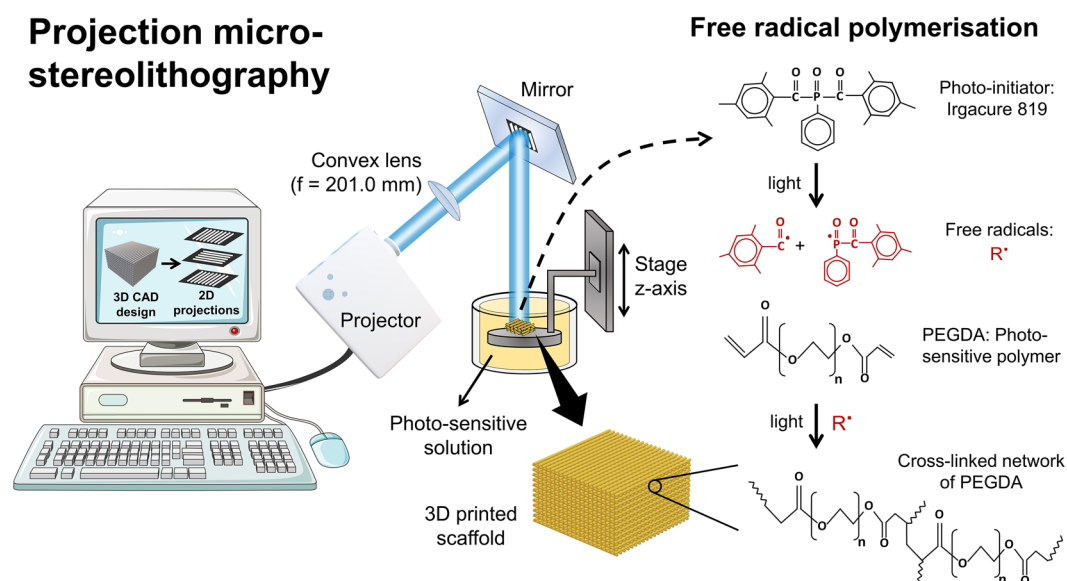 Projection micro-
stereolithography
Free radical polymerisation
Mirror
Convex lens
(f = 201.0 mm)
Projector
3D CAD
design
2D
projections
Stage
z-axis
Photo-sensitive
solution
3D printed
scaffold
Photo-initiator:
Irgacure 819
O O O
C P C
light
Free radicals:
R•
O O O
C• + •P C
PEGDA: Photo-
sensitive polymer
O O
O n O
light R•
Cross-linked network
of PEGDA
O O O O
O n O O n O